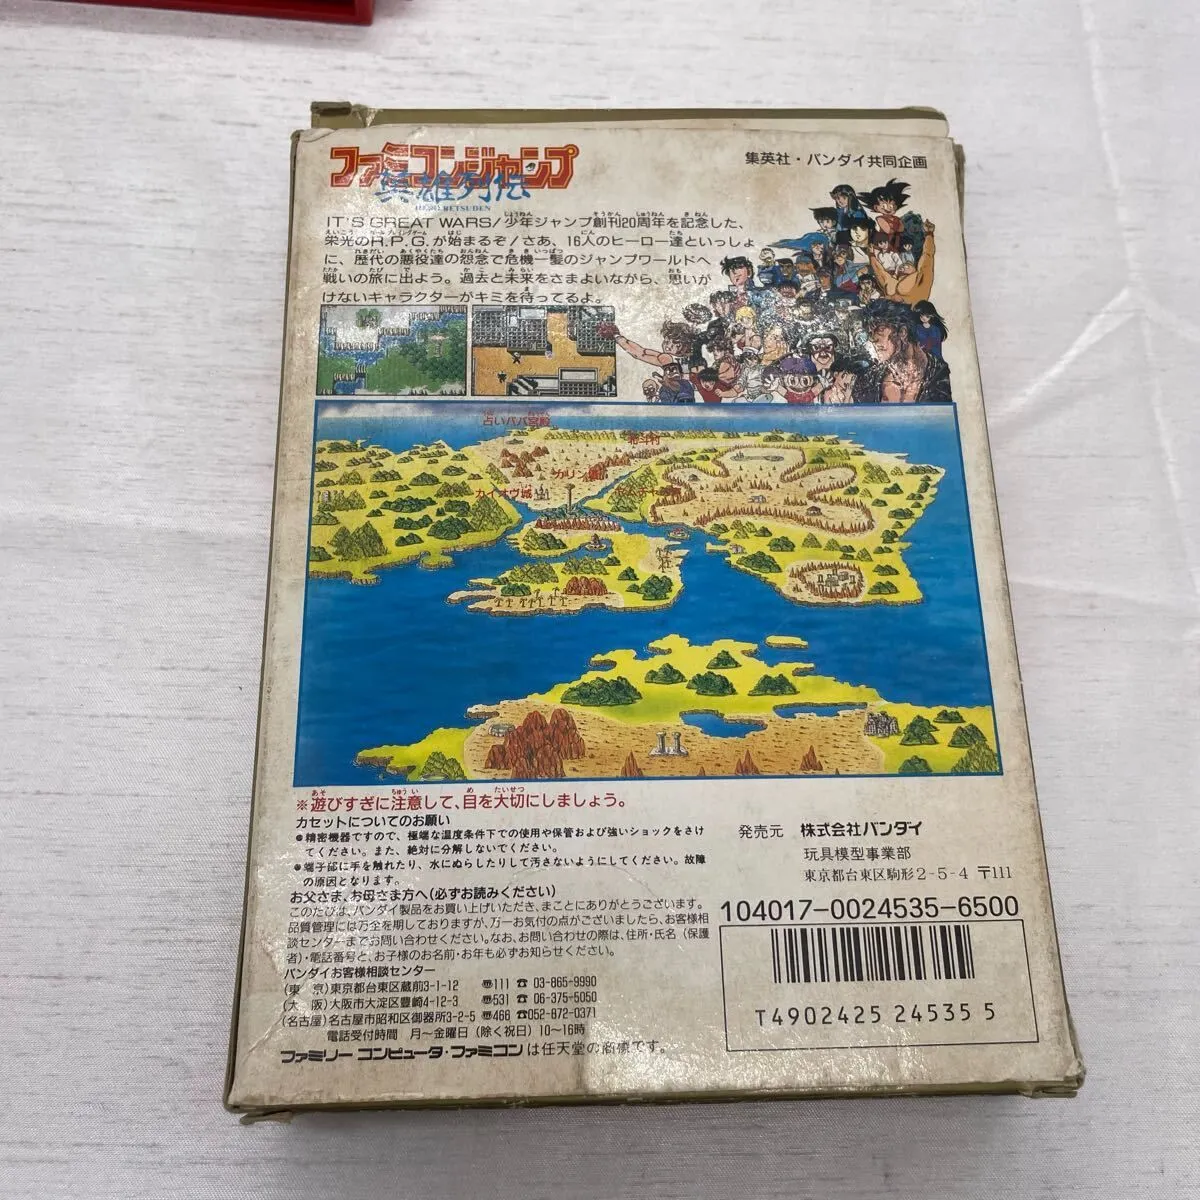 ファミコンジャンプ
英雄列伝
HERO RETSUDEN
集英社・バンダイ共同企画
IT'S GREAT WARS/少年ジャンプ創刊20周年を記念した、
栄光のR.P.G.が始まるぞ/さあ、16人のヒーロー達といっしょ
に、歴代の悪役達の怨念で危機一髪のジャンプワールドへ
戦いの旅に出よう。過去と未来をさまよいながら、思いが
けないキャラクターがキミを待ってるよ。
占いババ宮殿
北斗村
カリン塔
カイオウ城
※遊びすぎに注意して、目を大切にしましょう。
カセットについてのお願い
●精密機器ですので、極端な温度条件下での使用や保管および強いショックをさけ
てください。また、絶対に分解しないでください。
●端子部に手を触れたり、水にぬらしたりして汚さないようにしてください。故障
の原因となります。
お父さま、お母さま方へ(必ずお読みください)
このたびは、バンダイ製品をお買い上げいただき、まことにありがとうございます。
品質管理には万全を期しておりますが、万一お気付の点がございましたら、お客様相
談センターまでお問い合わせください。なお、お問い合わせの際は、住所・氏名(保護
者)・電話番号と、お子様のお名前・お年も必ずお知らせください。
バンダイお客様相談センター
(東 京)東京都台東区蔵前3-1-12 〠111 ☎ 03-865-9990
(大 阪)大阪市大淀区豊崎4-12-3 〠531 ☎ 06-375-5050
(名古屋)名古屋市昭和区御器所3-2-5 〠466 ☎052-872-0371
電話受付時間 月〜金曜日(除く祝日)10〜16時
ファミリー コンピュータ・ファミコン は任天堂の商標です。
発売元 株式会社バンダイ
玩具模型事業部
東京都台東区駒形2-5-4 〒111
104017-0024535-6500
T4902425 24535 5